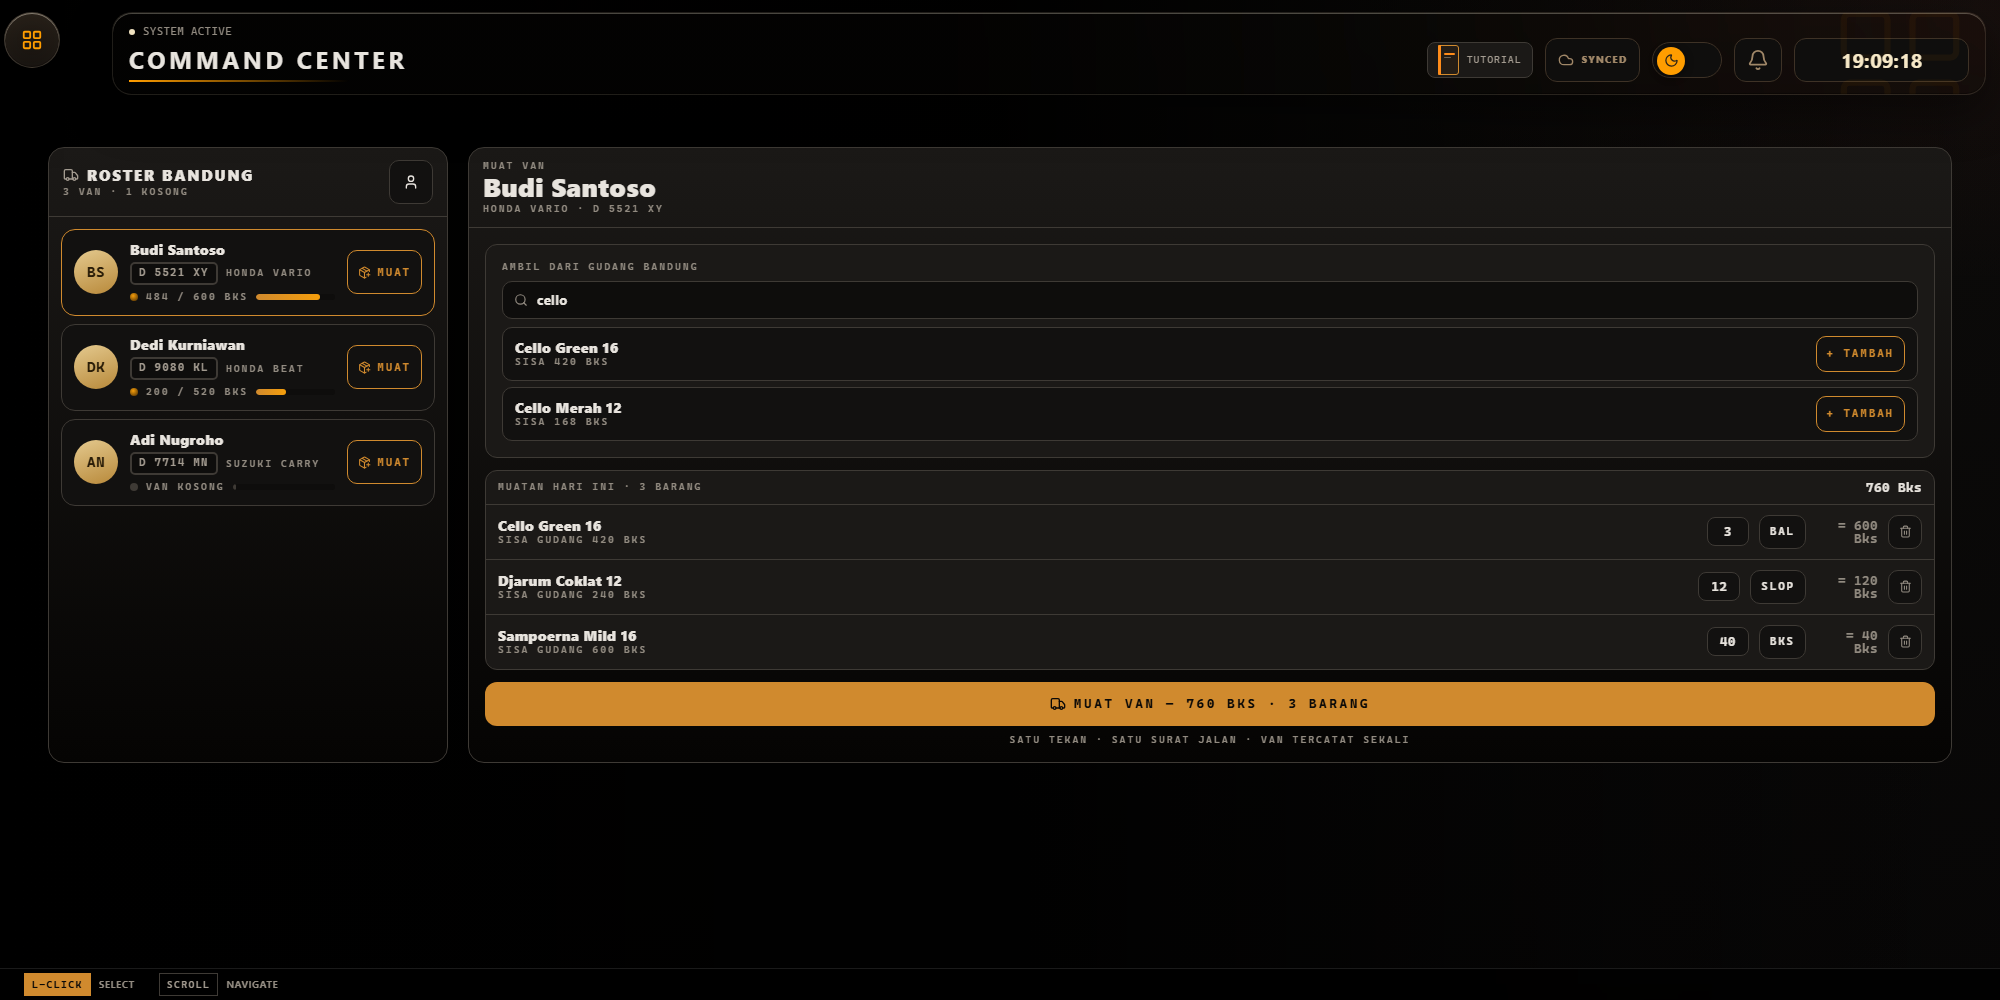 SYSTEM ACTIVE
COMMAND CENTER
TUTORIAL
SYNCED
19:09:18
ROSTER BANDUNG
3 VAN · 1 KOSONG
BS
Budi Santoso
D 5521 XY HONDA VARIO
484 / 600 BKS
MUAT
DK
Dedi Kurniawan
D 9080 KL HONDA BEAT
200 / 520 BKS
MUAT
AN
Adi Nugroho
D 7714 MN SUZUKI CARRY
VAN KOSONG
MUAT
MUAT VAN
Budi Santoso
HONDA VARIO · D 5521 XY
AMBIL DARI GUDANG BANDUNG
cello
Cello Green 16
SISA 420 BKS
+ TAMBAH
Cello Merah 12
SISA 168 BKS
+ TAMBAH
MUATAN HARI INI · 3 BARANG
760 Bks
Cello Green 16
SISA GUDANG 420 BKS
3 BAL = 600 Bks
Djarum Coklat 12
SISA GUDANG 240 BKS
12 SLOP = 120 Bks
Sampoerna Mild 16
SISA GUDANG 600 BKS
40 BKS = 40 Bks
MUAT VAN — 760 BKS · 3 BARANG
SATU TEKAN · SATU SURAT JALAN · VAN TERCATAT SEKALI
L-CLICK SELECT SCROLL NAVIGATE